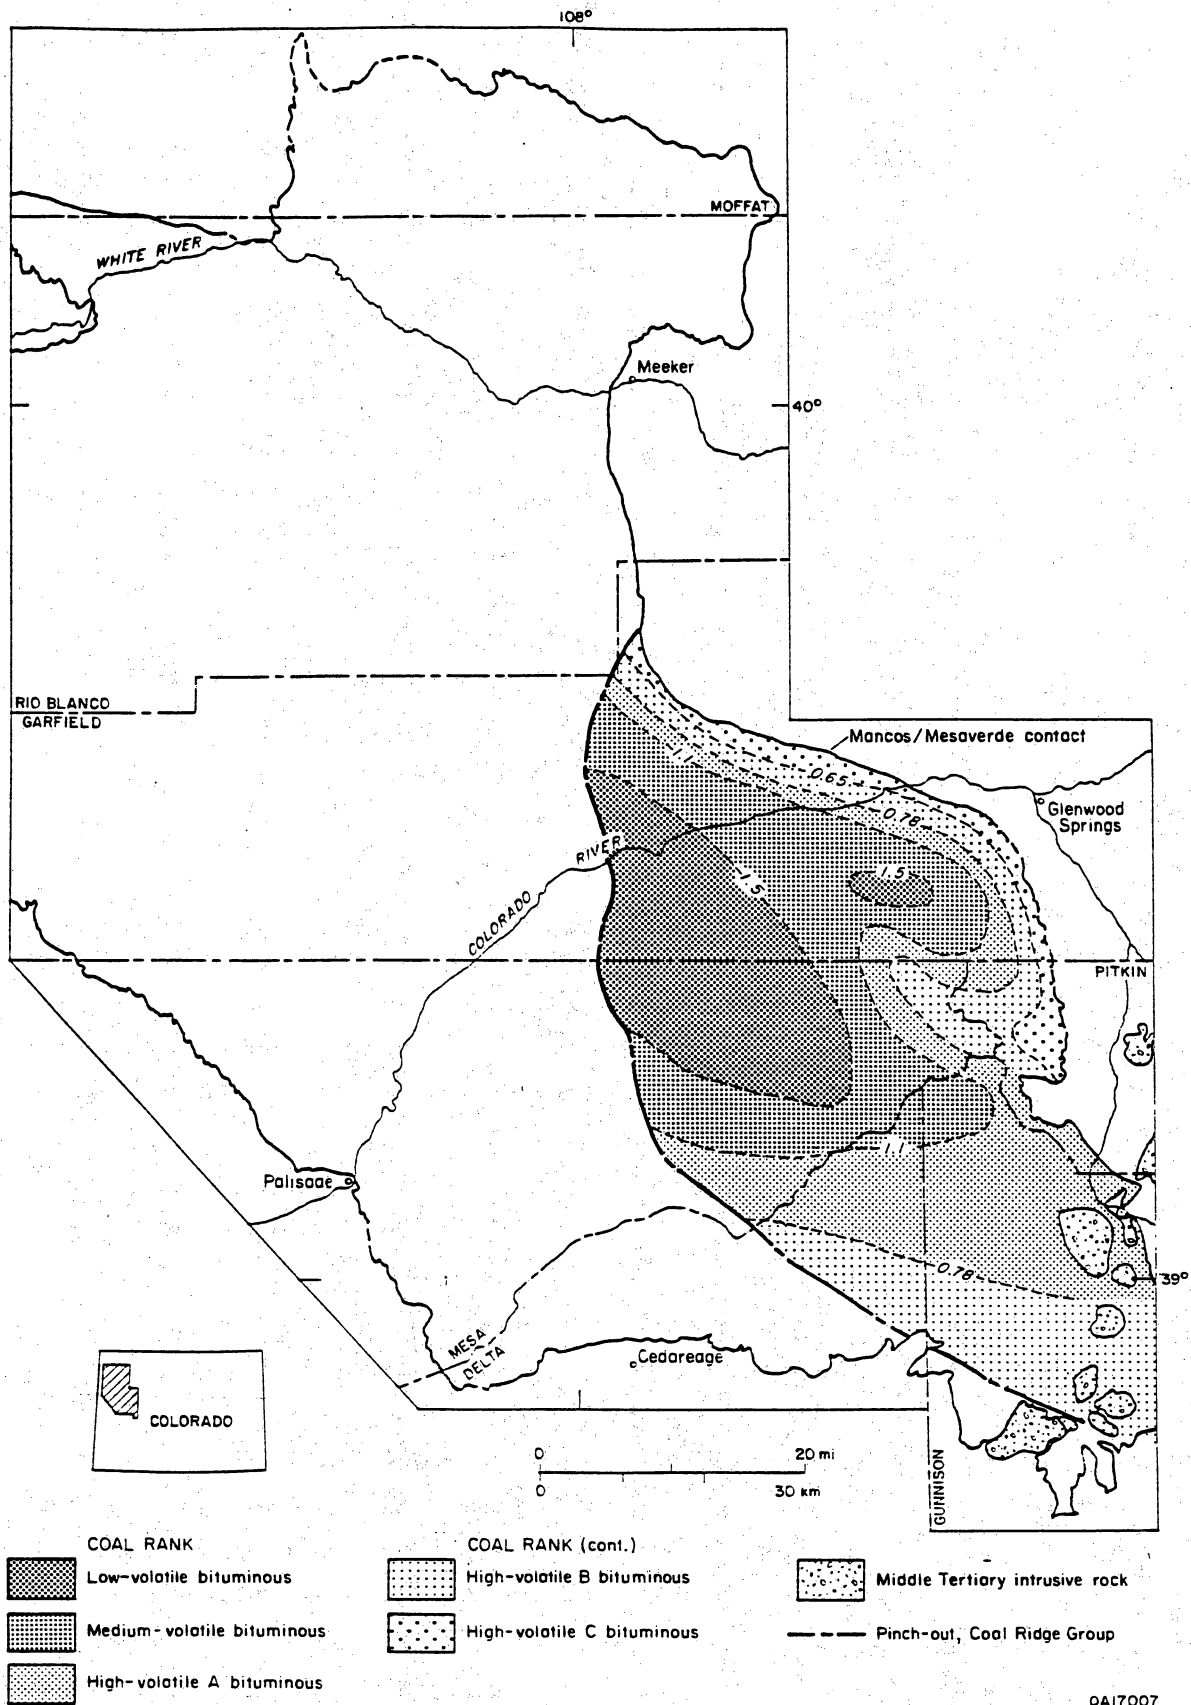 108°
MOFFAT
WHITE RIVER
Meeker
40°
RIO BLANCO
GARFIELD
Mancos/Mesaverde contact
1.1
0.65
0.78
Glenwood
Springs
COLORADO RIVER
1.5
1.5
PITKIN
Palisade
1.1
0.78
39°
MESA
DELTA
Cedaredge
COLORADO
GUNNISON
0 20 mi
0 30 km
COAL RANK
Low-volatile bituminous
Medium-volatile bituminous
High-volatile A bituminous
COAL RANK (cont.)
High-volatile B bituminous
High-volatile C bituminous
Middle Tertiary intrusive rock
Pinch-out, Coal Ridge Group
QA17007